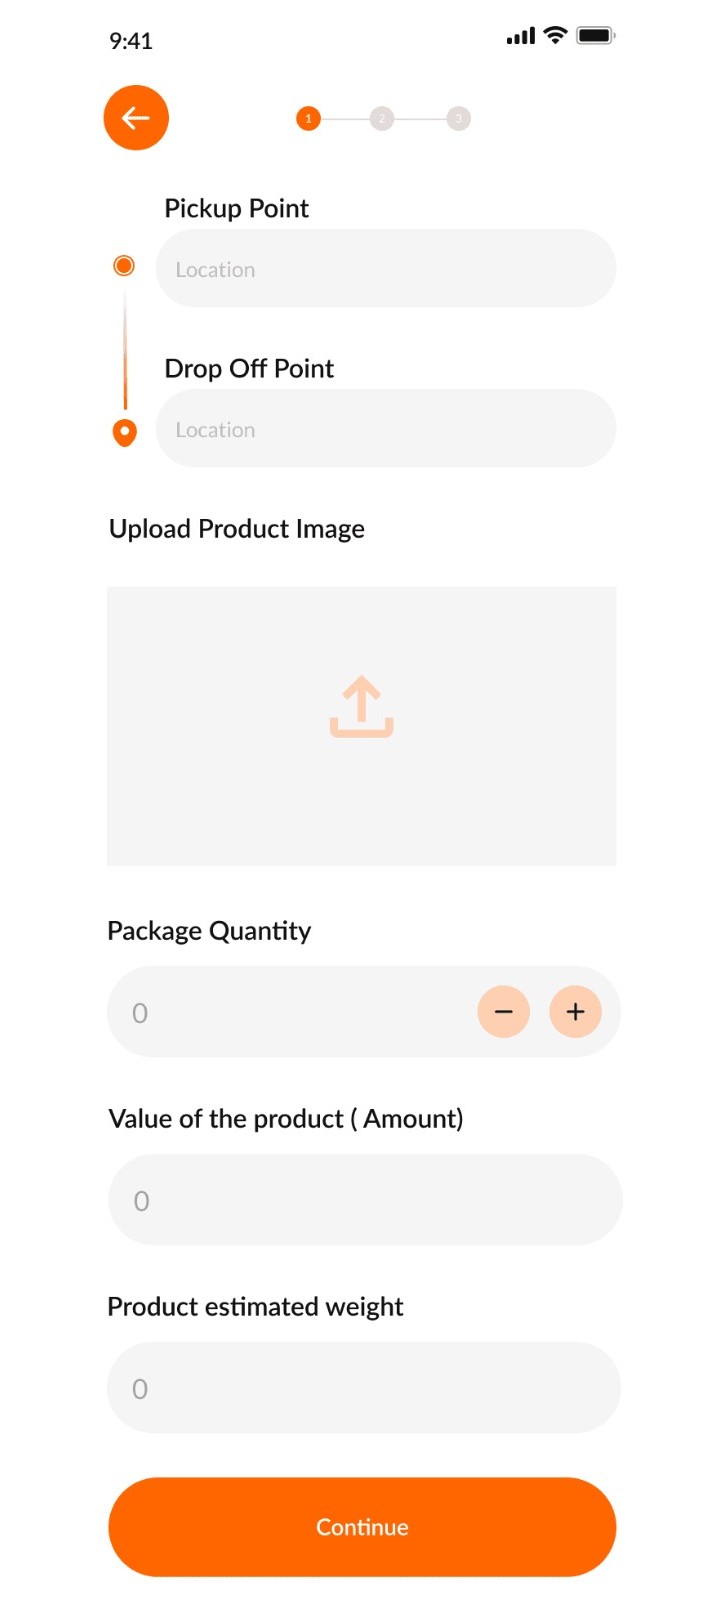 9:41
1 2 3
Pickup Point
Location
Drop Off Point
Location
Upload Product Image
Package Quantity
0 − +
Value of the product ( Amount)
0
Product estimated weight
0
Continue